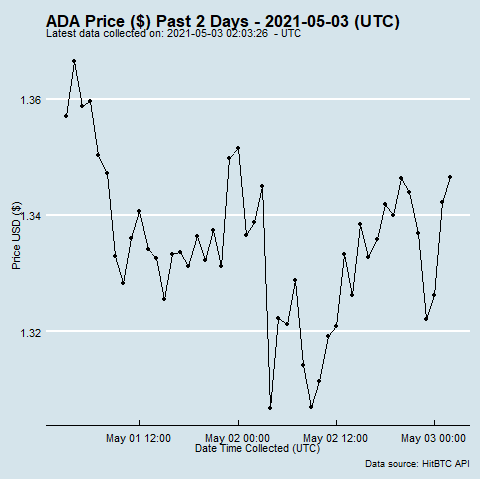 ADA Price ($) Past 2 Days - 2021-05-03 (UTC)
Latest data collected on: 2021-05-03 02:03:26  - UTC
1.36
1.34
1.32
Price USD ($)
May 01 12:00
May 02 00:00
May 02 12:00
May 03 00:00
Date Time Collected (UTC)
Data source: HitBTC API